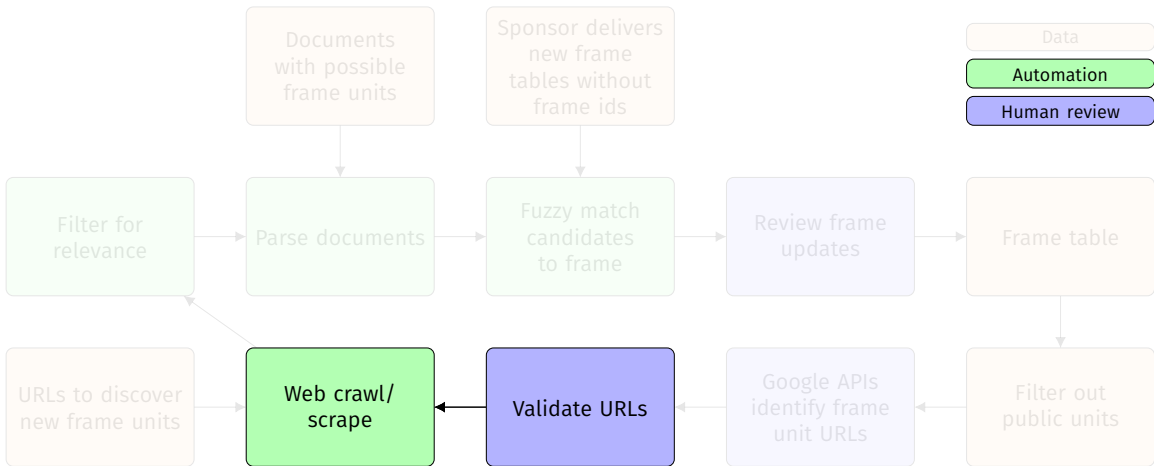 Documents
with possible
frame units
Sponsor delivers
new frame
tables without
frame ids
Data
Automation
Human review
Filter for
relevance
Parse documents
Fuzzy match
candidates
to frame
Review frame
updates
Frame table
URLs to discover
new frame units
Web crawl/
scrape
Validate URLs
Google APIs
identify frame
unit URLs
Filter out
public units